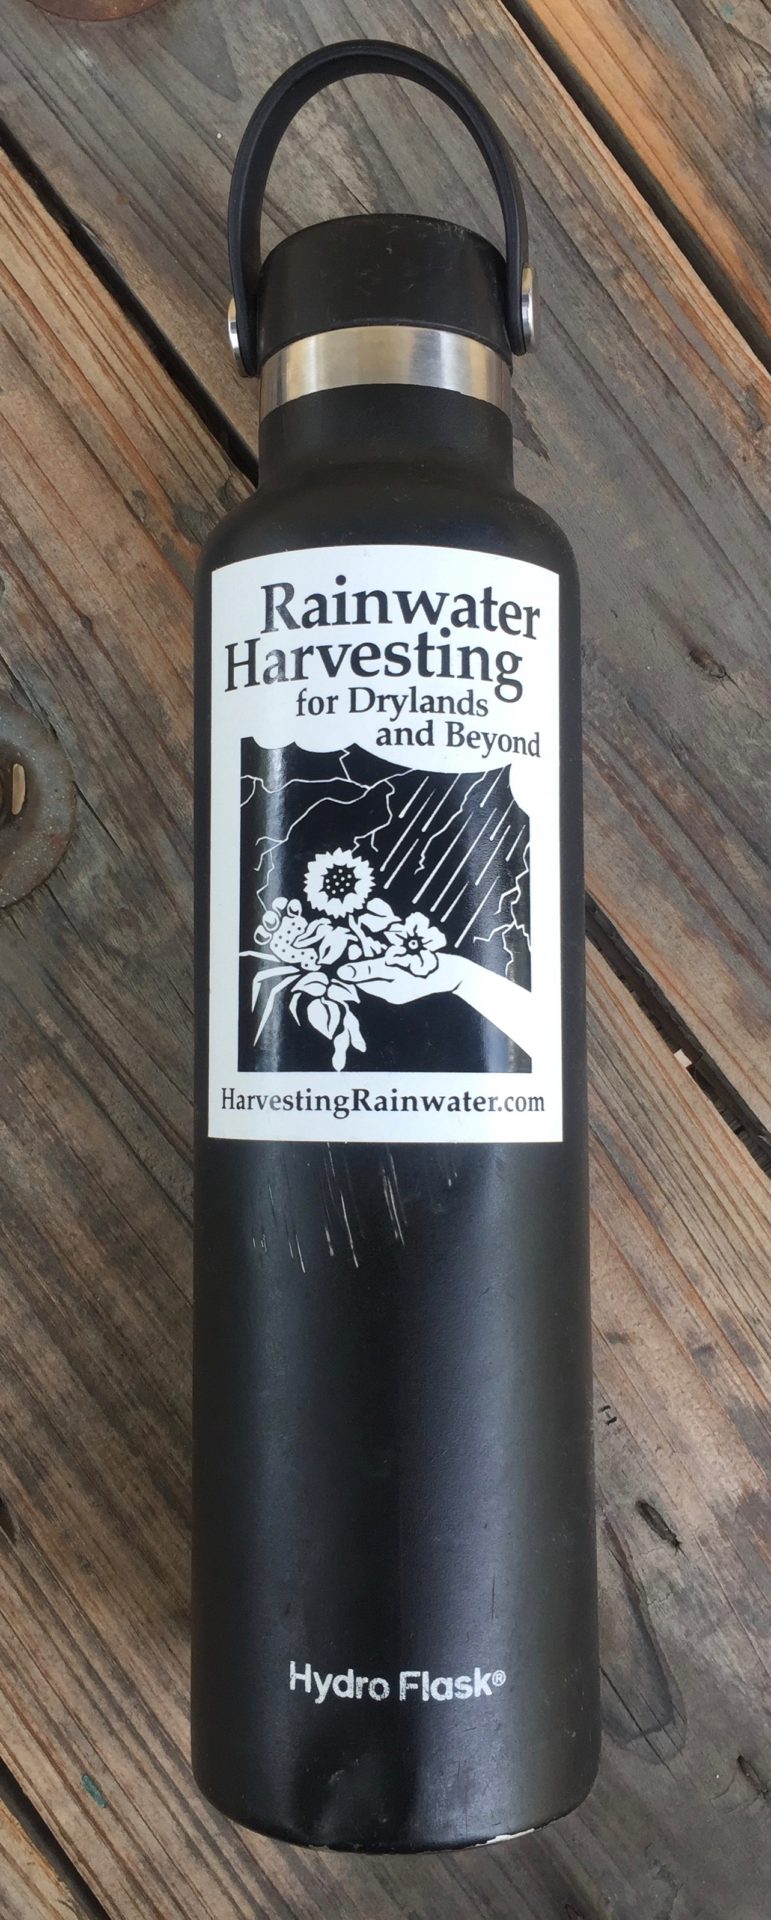 Rainwater
Harvesting
for Drylands
and Beyond
HarvestingRainwater.com
Hydro Flask®